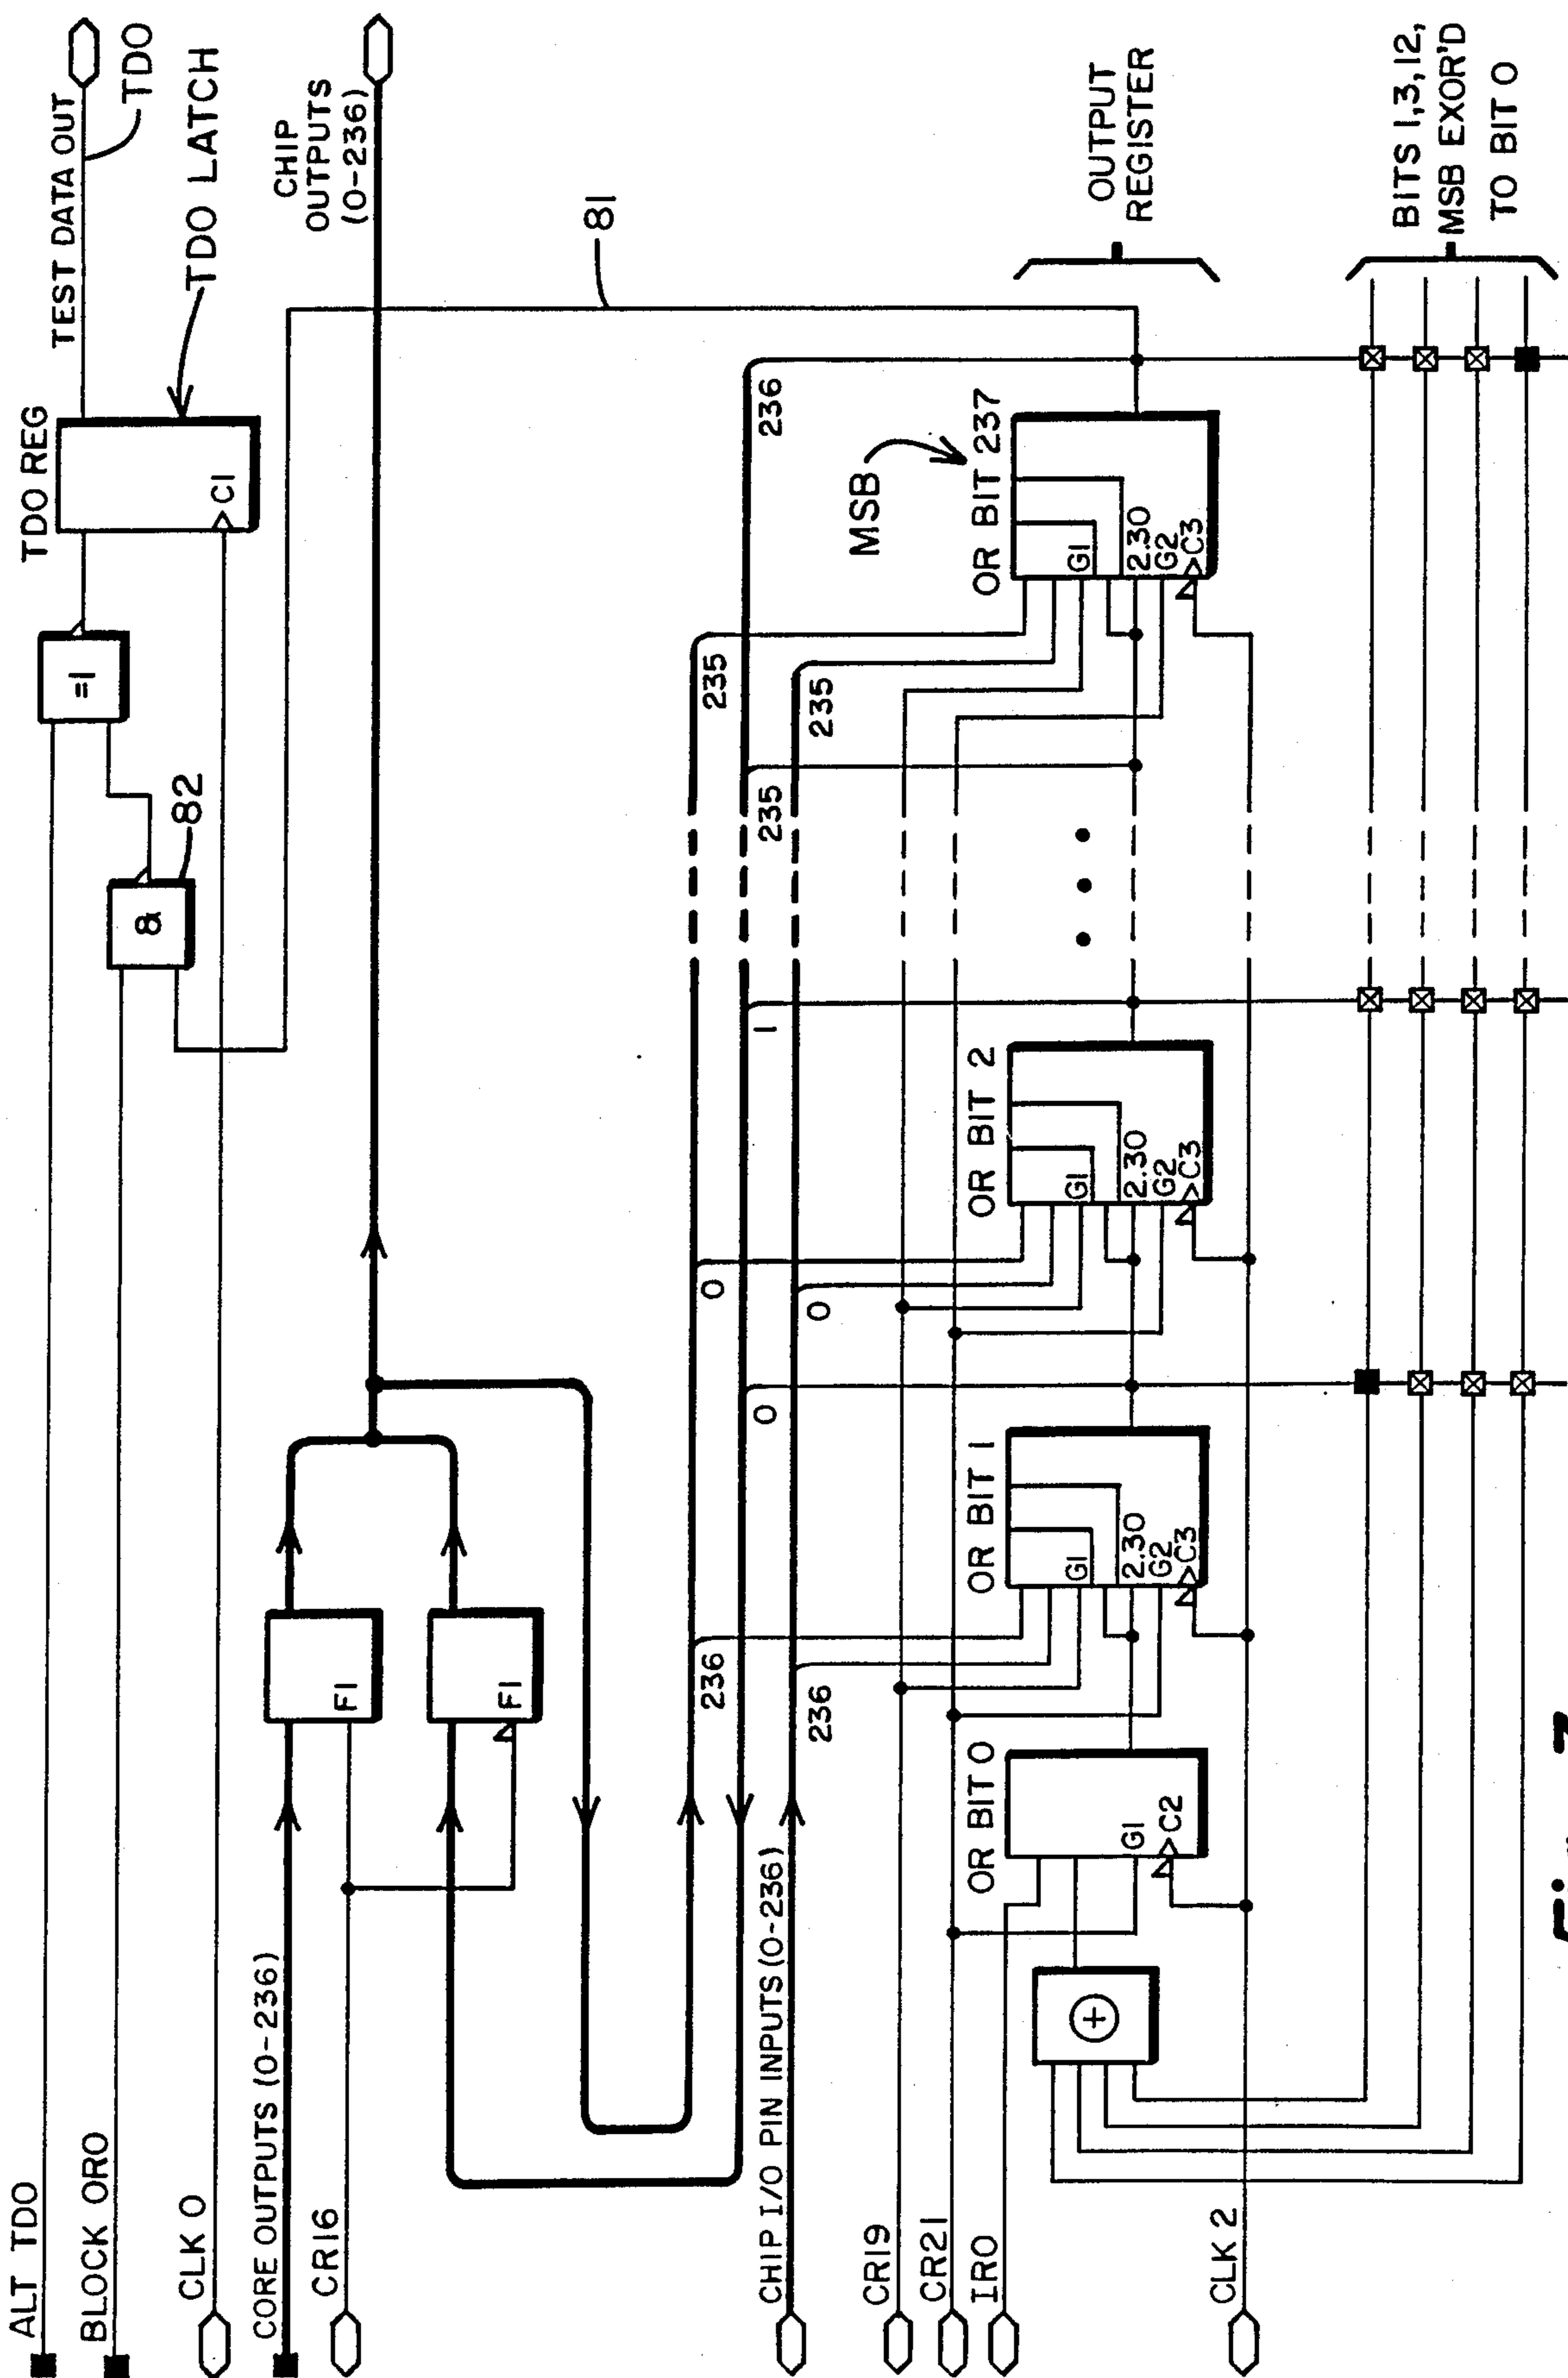 ALT TDO
BLOCK ORO
CLK 0
CORE OUTPUTS (0-236)
CR16
CHIP I/O PIN INPUTS (0-236)
CR19
CR21
IRO
CLK 2
&
82
=1
TDO REG
C1
TEST DATA OUT
TDO
TDO LATCH
CHIP
OUTPUTS
(0-236)
F1
F1
81
236
236
0
0
0
1
235
235
235
236
OR BIT 0
G1
C2
OR BIT 1
G1
2.30
G2
C3
OR BIT 2
G1
2.30
G2
C3
MSB
OR BIT 237
G1
2.30
G2
C3
OUTPUT
REGISTER
BITS 1,3,12,
MSB EXOR'D
TO BIT 0
+